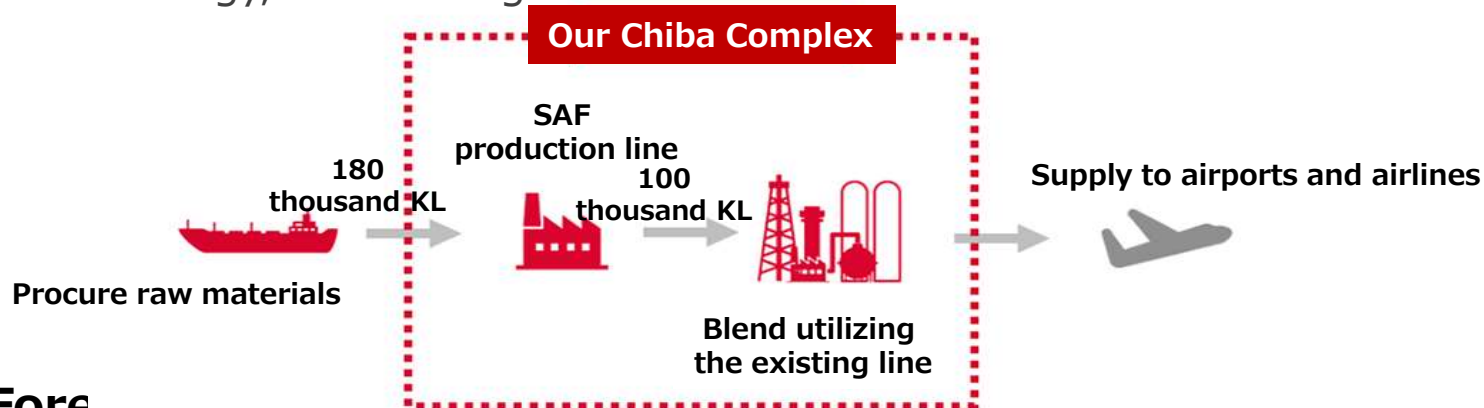 Our Chiba Complex
SAF
production line
180
thousand KL
100
thousand KL
Supply to airports and airlines
Procure raw materials
Blend utilizing
the existing line